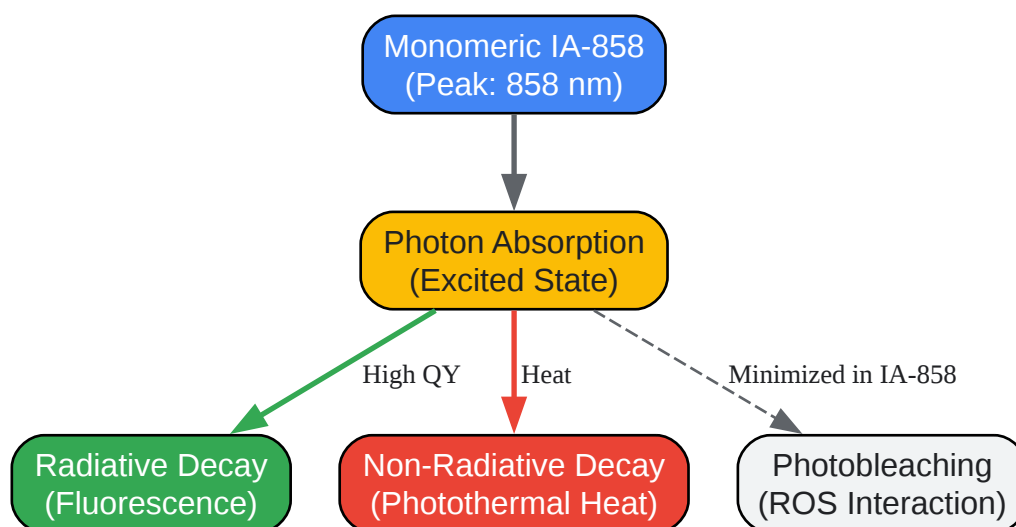 Monomeric IA-858
(Peak: 858 nm)
Photon Absorption
(Excited State)
High QY
Heat
Minimized in IA-858
Radiative Decay
(Fluorescence)
Non-Radiative Decay
(Photothermal Heat)
Photobleaching
(ROS Interaction)